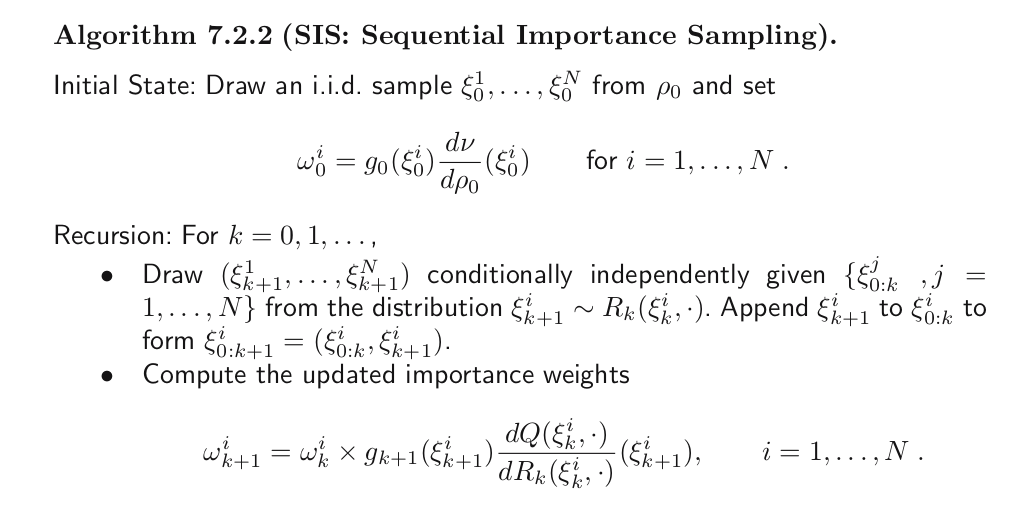 Algorithm 7.2.2 (SIS: Sequential Importance Sampling).
Initial State: Draw an i.i.d. sample $\xi_0^1, \ldots, \xi_0^N$ from $\rho_0$ and set
$\omega_0^i = g_0(\xi_0^i) \frac{d\nu}{d\rho_0}(\xi_0^i)$ for $i = 1, \ldots, N$ .
Recursion: For $k = 0, 1, \ldots,$
• Draw $(\xi_{k+1}^1, \ldots, \xi_{k+1}^N)$ conditionally independently given $\{\xi_{0:k}^j \ , j =$
$1, \ldots, N\}$ from the distribution $\xi_{k+1}^i \sim R_k(\xi_k^i, \cdot)$. Append $\xi_{k+1}^i$ to $\xi_{0:k}^i$ to
form $\xi_{0:k+1}^i = (\xi_{0:k}^i, \xi_{k+1}^i)$.
• Compute the updated importance weights
$\omega_{k+1}^i = \omega_k^i \times g_{k+1}(\xi_{k+1}^i) \frac{dQ(\xi_k^i, \cdot)}{dR_k(\xi_k^i, \cdot)}(\xi_{k+1}^i),$ $i = 1, \ldots, N$ .